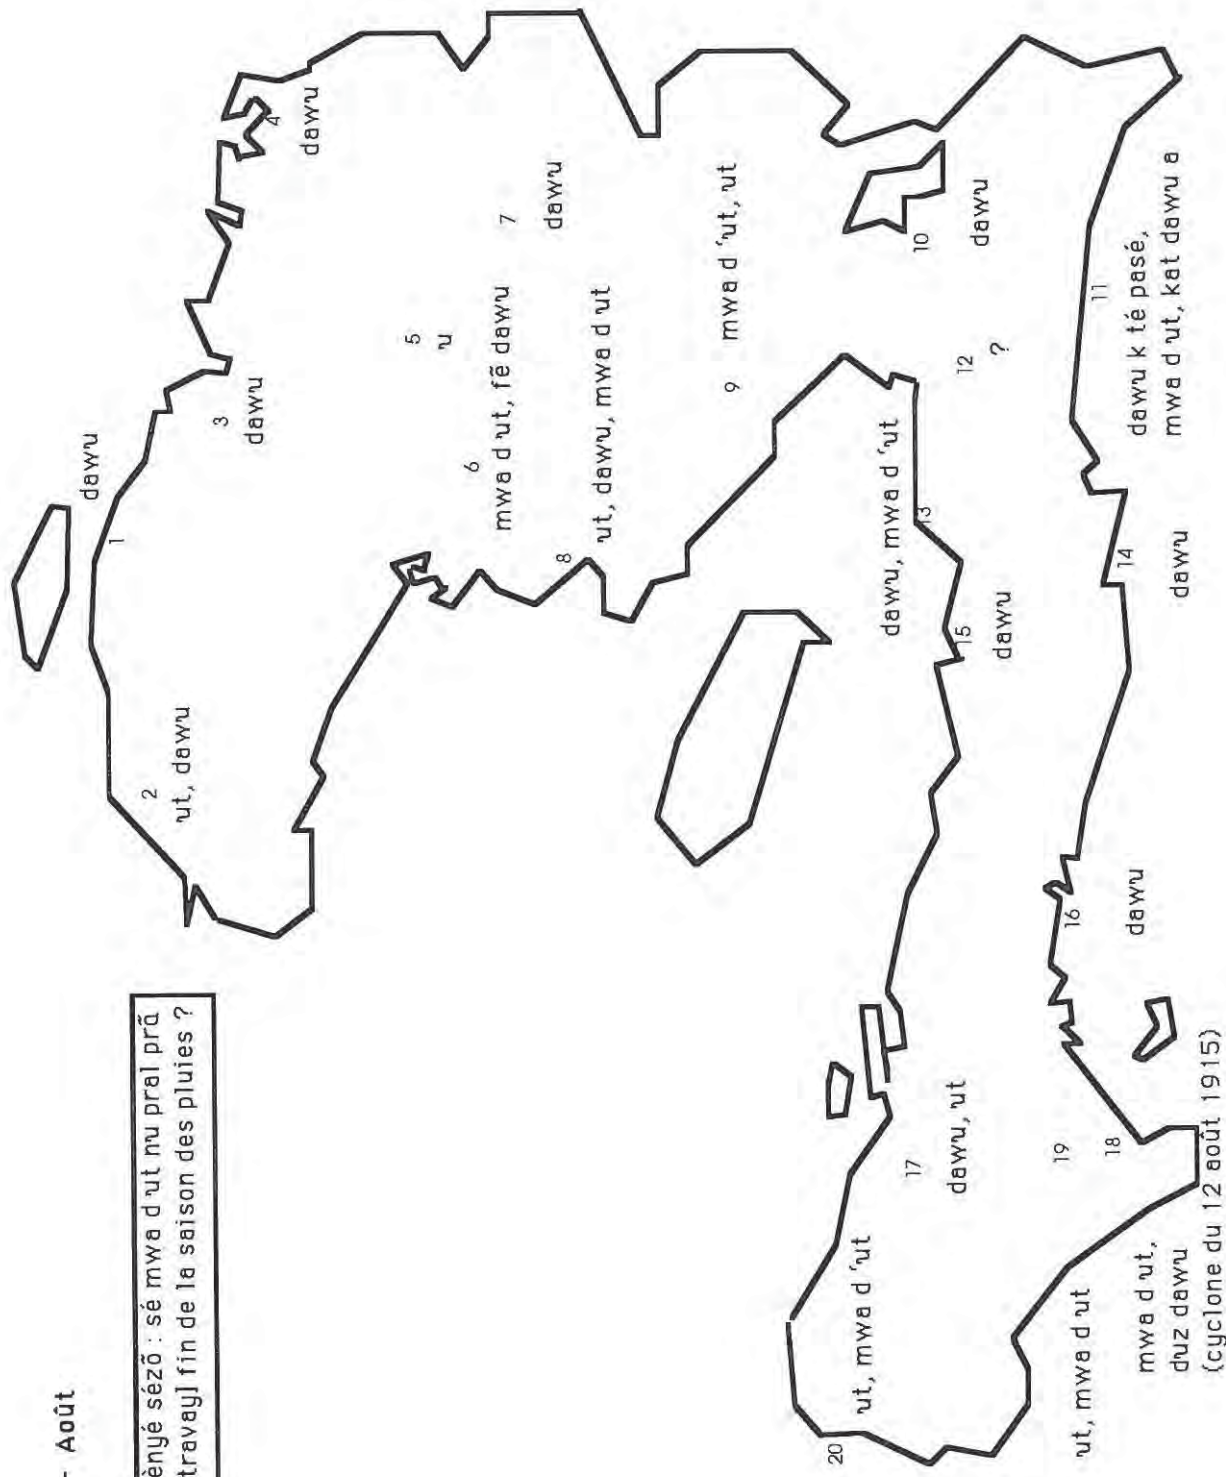 - Août
ènyé sézõ : sé mwa d ut nu pral prã
travay] fin de la saison des pluies ?
1
dawu
2
ut, dawu
3
dawu
4
dawu
5
u
6
mwa d ut, fẽ dawu
7
dawu
8
ut, dawu, mwa d ut
9
mwa d 'ut, ut
10
dawu
11
dawu k té pasé,
mwa d ut, kat dawu a
12
?
13
dawu, mwa d 'ut
14
dawu
15
dawu
16
dawu
17
dawu, ut
18
mwa d ut,
duz dawu
(cyclone du 12 août 1915)
19
ut, mwa d ut
20
ut, mwa d 'ut